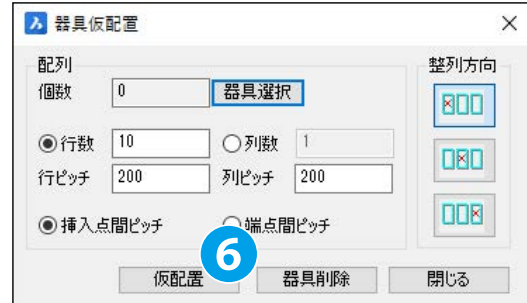 器具仮配置
配列
整列方向
個数 0 器具選択
行数 10 列数 1
行ピッチ 200 列ピッチ 200
挿入点間ピッチ 端点間ピッチ
6
仮配置 器具削除 閉じる